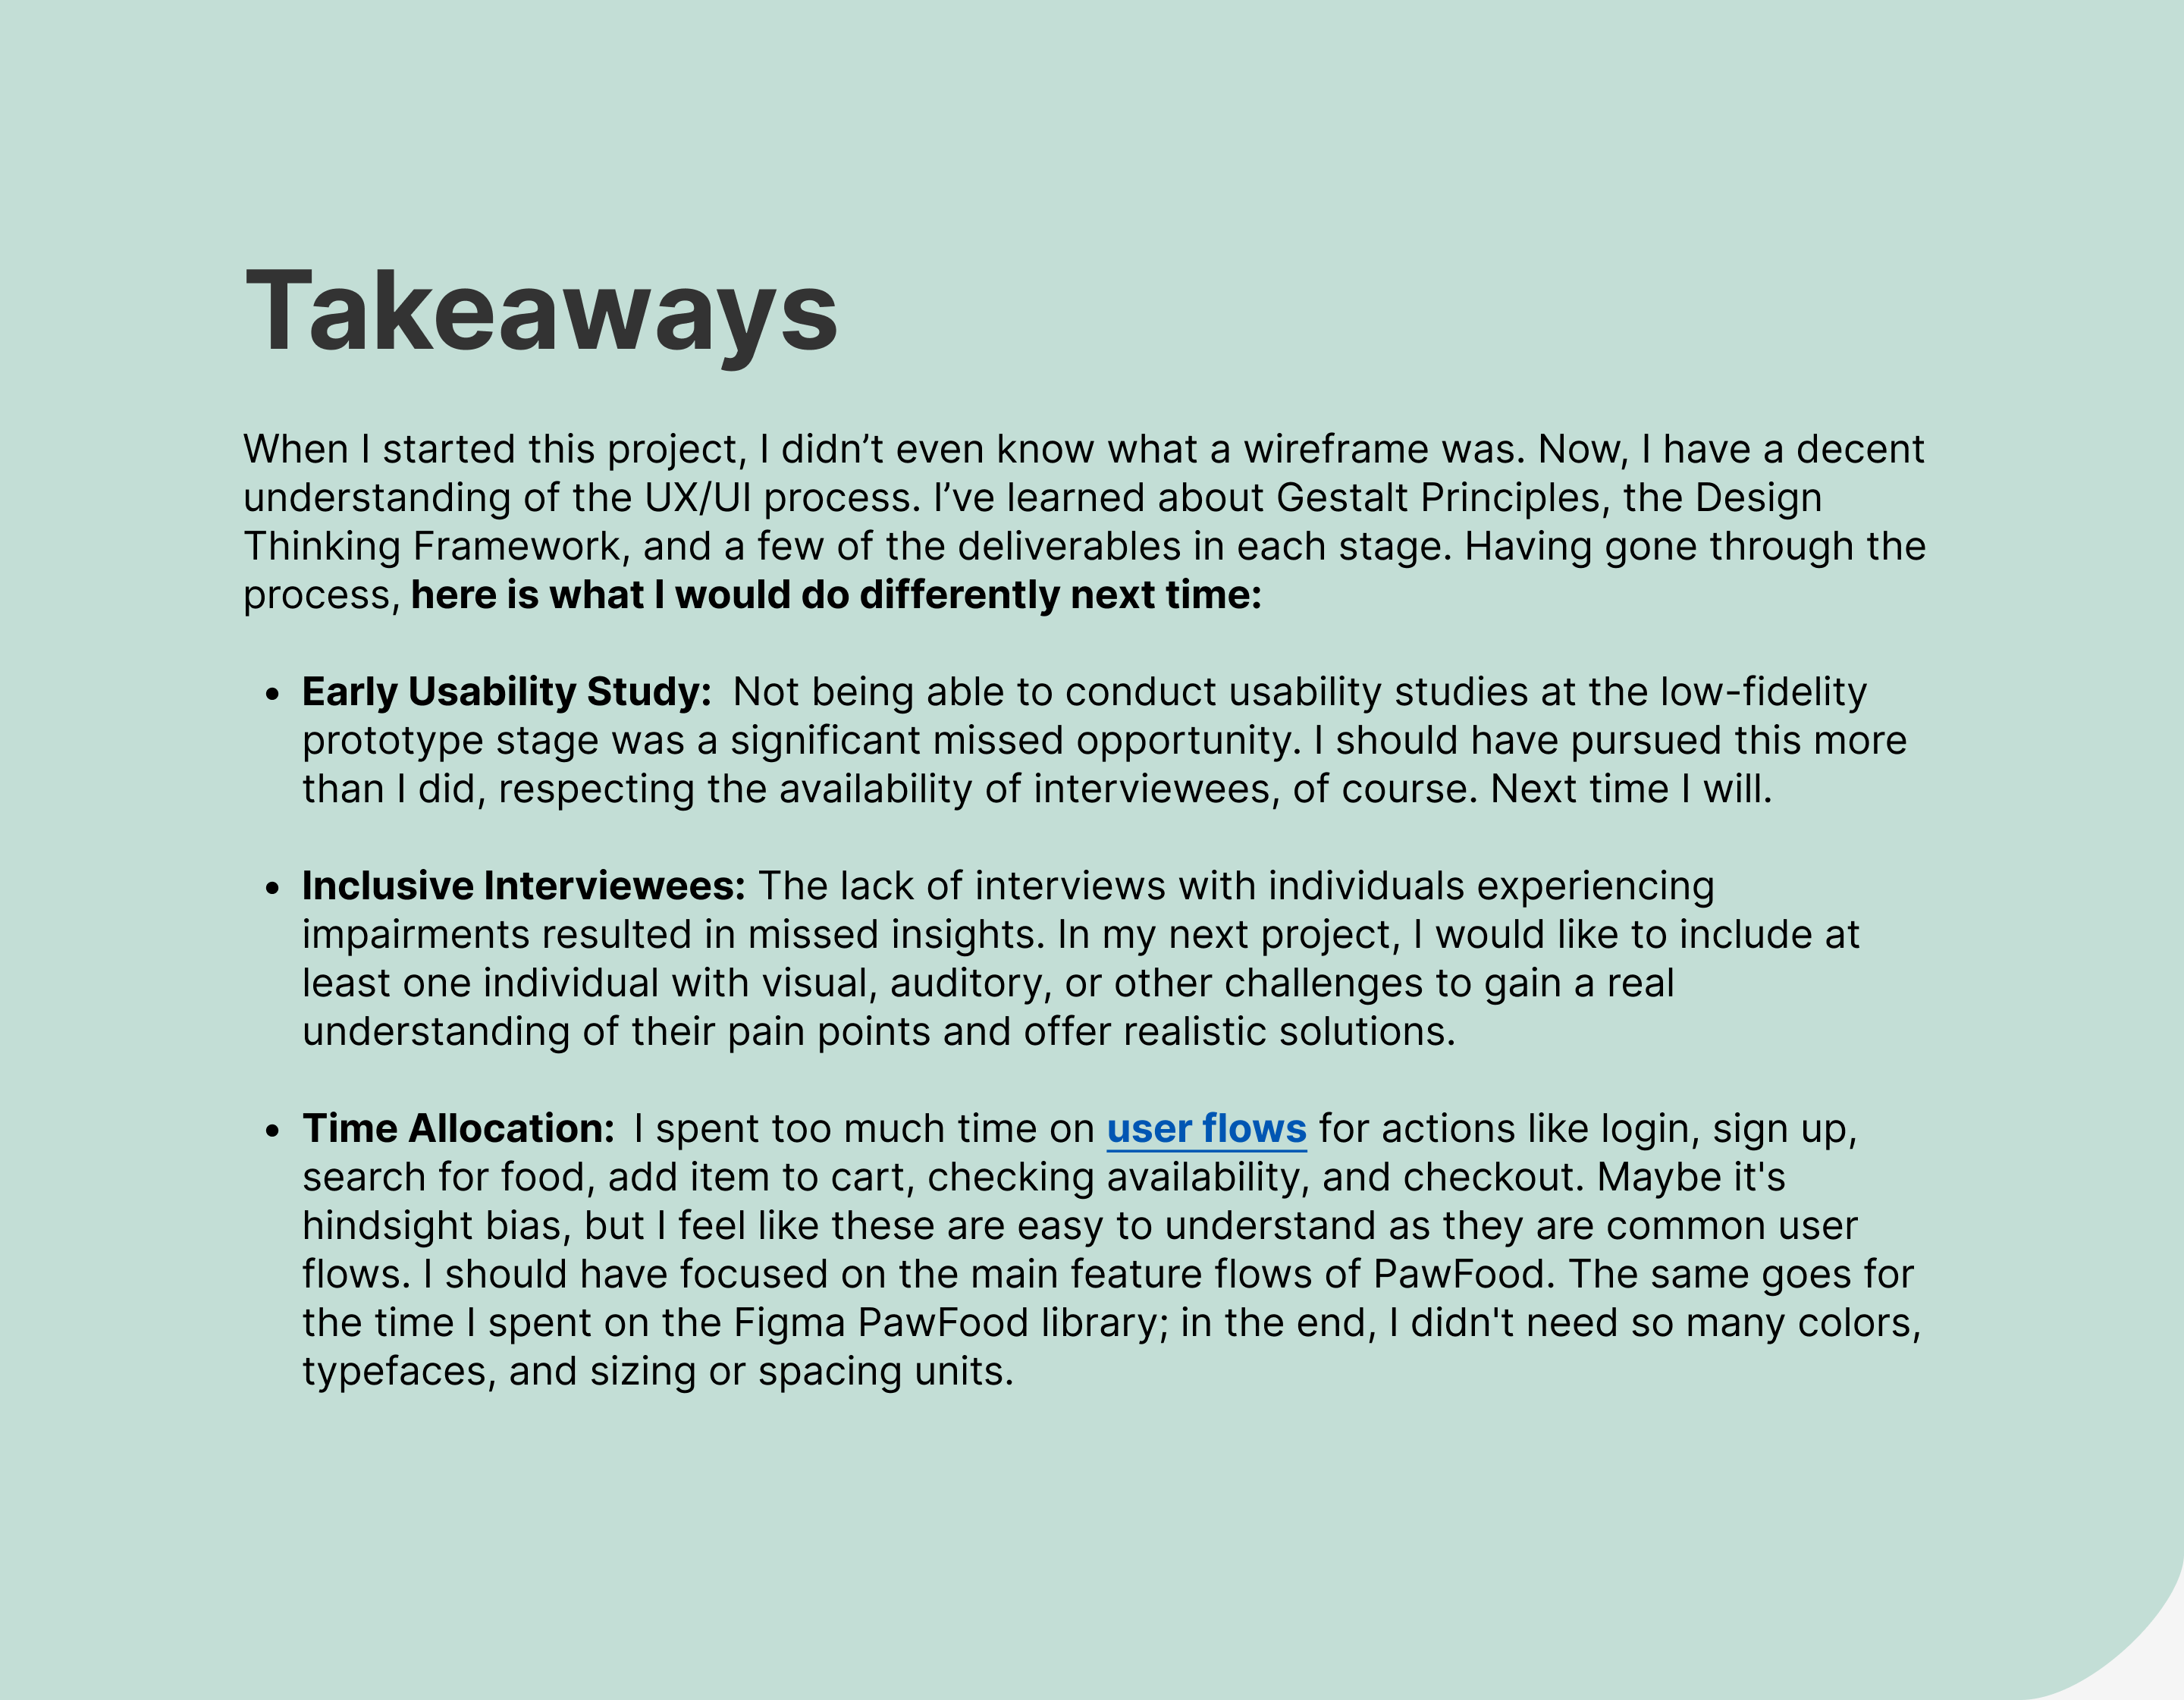 Takeaways
When I started this project, I didn’t even know what a wireframe was. Now, I have a decent
understanding of the UX/UI process. I’ve learned about Gestalt Principles, the Design
Thinking Framework, and a few of the deliverables in each stage. Having gone through the
process, here is what I would do differently next time:
• Early Usability Study:  Not being able to conduct usability studies at the low-fidelity
prototype stage was a significant missed opportunity. I should have pursued this more
than I did, respecting the availability of interviewees, of course. Next time I will.
• Inclusive Interviewees: The lack of interviews with individuals experiencing
impairments resulted in missed insights. In my next project, I would like to include at
least one individual with visual, auditory, or other challenges to gain a real
understanding of their pain points and offer realistic solutions.
• Time Allocation:  I spent too much time on user flows for actions like login, sign up,
search for food, add item to cart, checking availability, and checkout. Maybe it's
hindsight bias, but I feel like these are easy to understand as they are common user
flows. I should have focused on the main feature flows of PawFood. The same goes for
the time I spent on the Figma PawFood library; in the end, I didn't need so many colors,
typefaces, and sizing or spacing units.